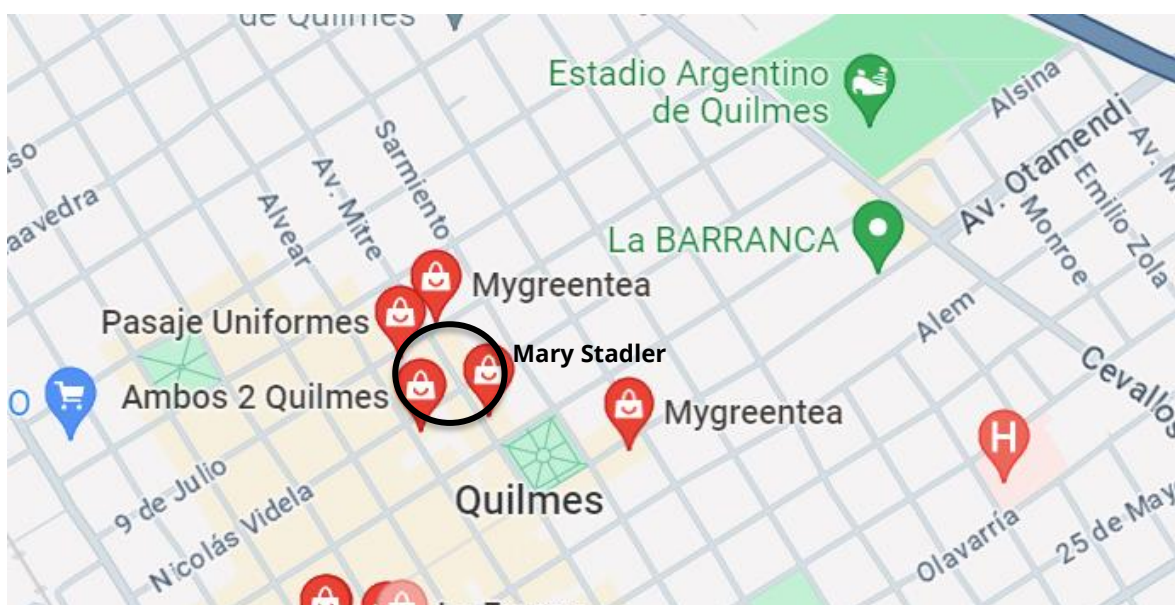 de Quilmes
Estadio Argentino
de Quilmes
Alsina
Av. Otamendi
Sarmiento
Av. Mitre
Alvear
Emilio Zola
Monroe
La BARRANCA
Mygreentea
Pasaje Uniformes
Alem
Mary Stadler
Cevallos
Ambos 2 Quilmes
Mygreentea
H
9 de Julio
Quilmes
Nicolás Videla
Olavarría
25 de May